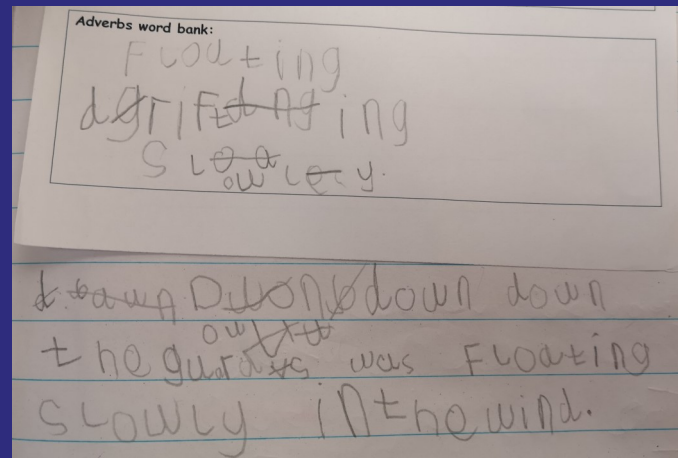 Adverbs word bank:
Floating
drifting
Slowly.
down down
the guards was Floating
Slowly in the wind.